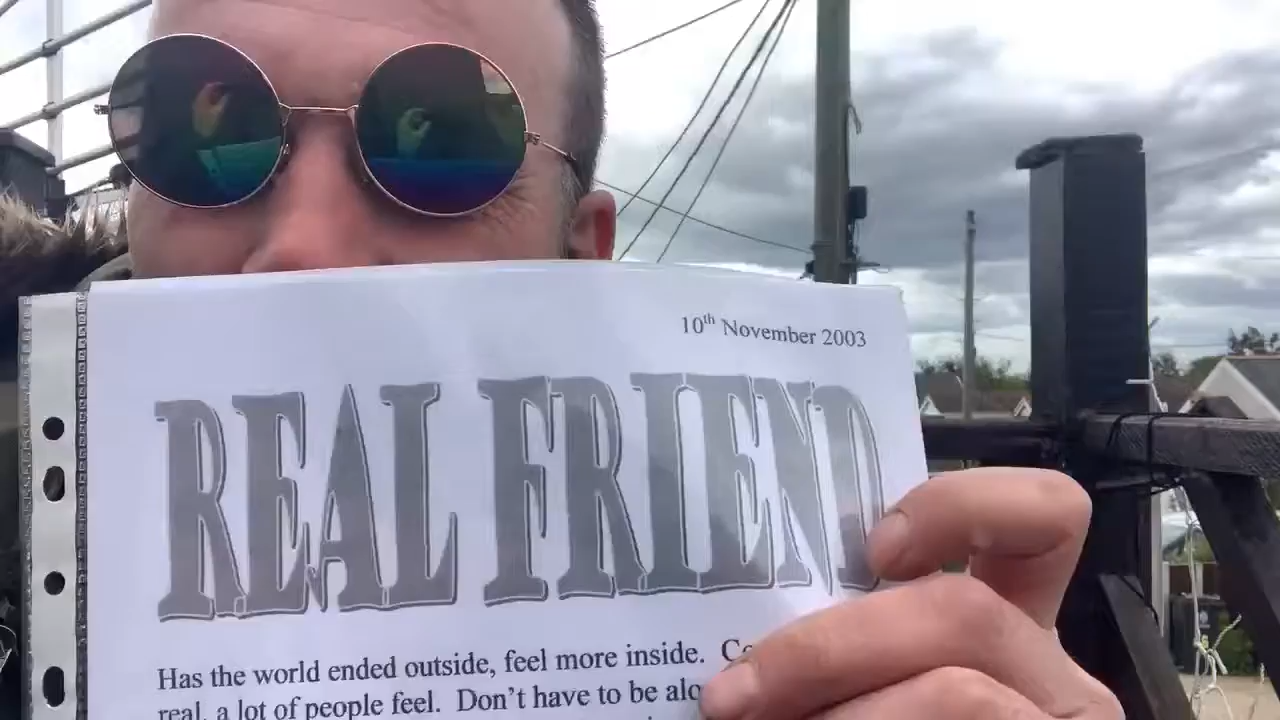 10th November 2003
REAL FRIEND
Has the world ended outside, feel more inside.
real, a lot of people feel. Don't have to be